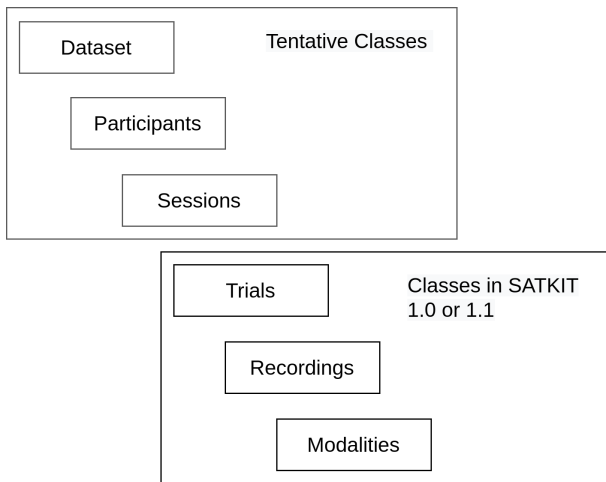 Dataset
Tentative Classes
Participants
Sessions
Trials
Classes in SATKIT
1.0 or 1.1
Recordings
Modalities